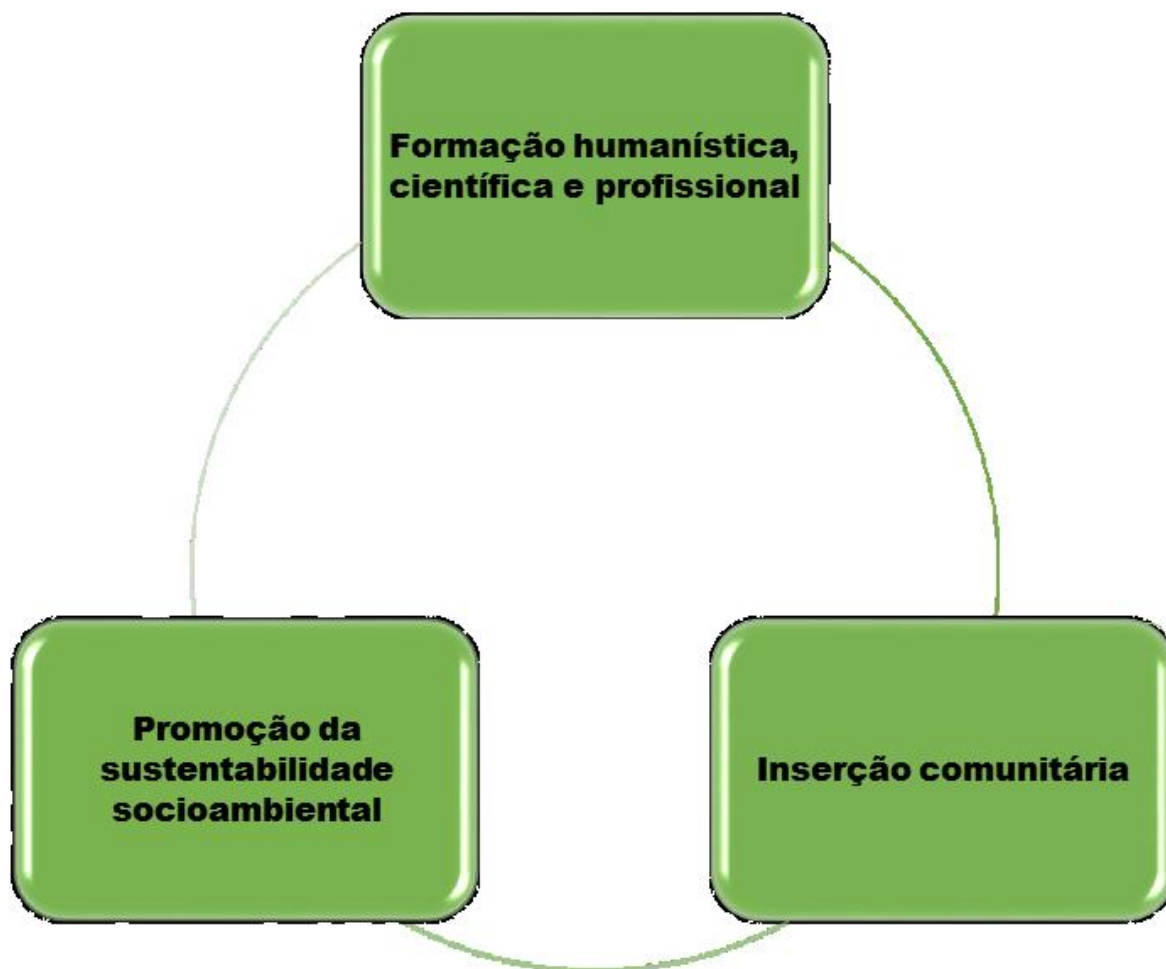 Formação humanística,
científica e profissional
Promoção da
sustentabilidade
socioambiental
Inserção comunitária